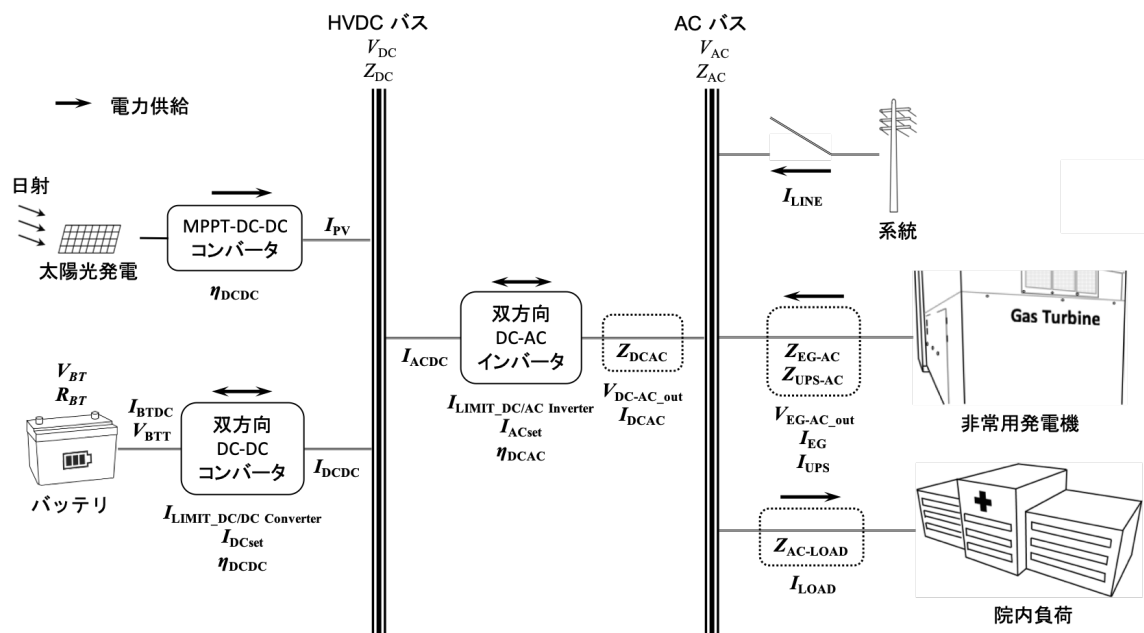 HVDC バス
V_DC
Z_DC
AC バス
V_AC
Z_AC
電力供給
日射
太陽光発電
MPPT-DC-DC
コンバータ
η_DCDC
I_PV
I_LINE
系統
V_BT
R_BT
I_BTDC
V_BTT
バッテリ
双方向
DC-DC
コンバータ
I_LIMIT_DC/DC Converter
I_DCset
η_DCDC
I_DCDC
I_ACDC
双方向
DC-AC
インバータ
I_LIMIT_DC/AC Inverter
I_ACset
η_DCAC
Z_DCAC
V_DC-AC_out
I_DCAC
Z_EG-AC
Z_UPS-AC
V_EG-AC_out
I_EG
I_UPS
Gas Turbine
非常用発電機
Z_AC-LOAD
I_LOAD
院内負荷